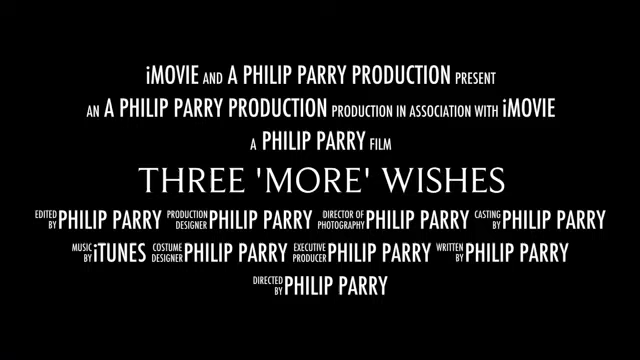 iMOVIE AND A PHILIP PARRY PRODUCTION PRESENT
AN A PHILIP PARRY PRODUCTION PRODUCTION IN ASSOCIATION WITH iMOVIE
A PHILIP PARRY FILM
THREE 'MORE' WISHES
EDITED BY PHILIP PARRY PRODUCTION DESIGNER PHILIP PARRY DIRECTOR OF PHOTOGRAPHY PHILIP PARRY CASTING BY PHILIP PARRY
MUSIC BY iTUNES COSTUME DESIGNER PHILIP PARRY EXECUTIVE PRODUCER PHILIP PARRY WRITTEN BY PHILIP PARRY
DIRECTED BY PHILIP PARRY